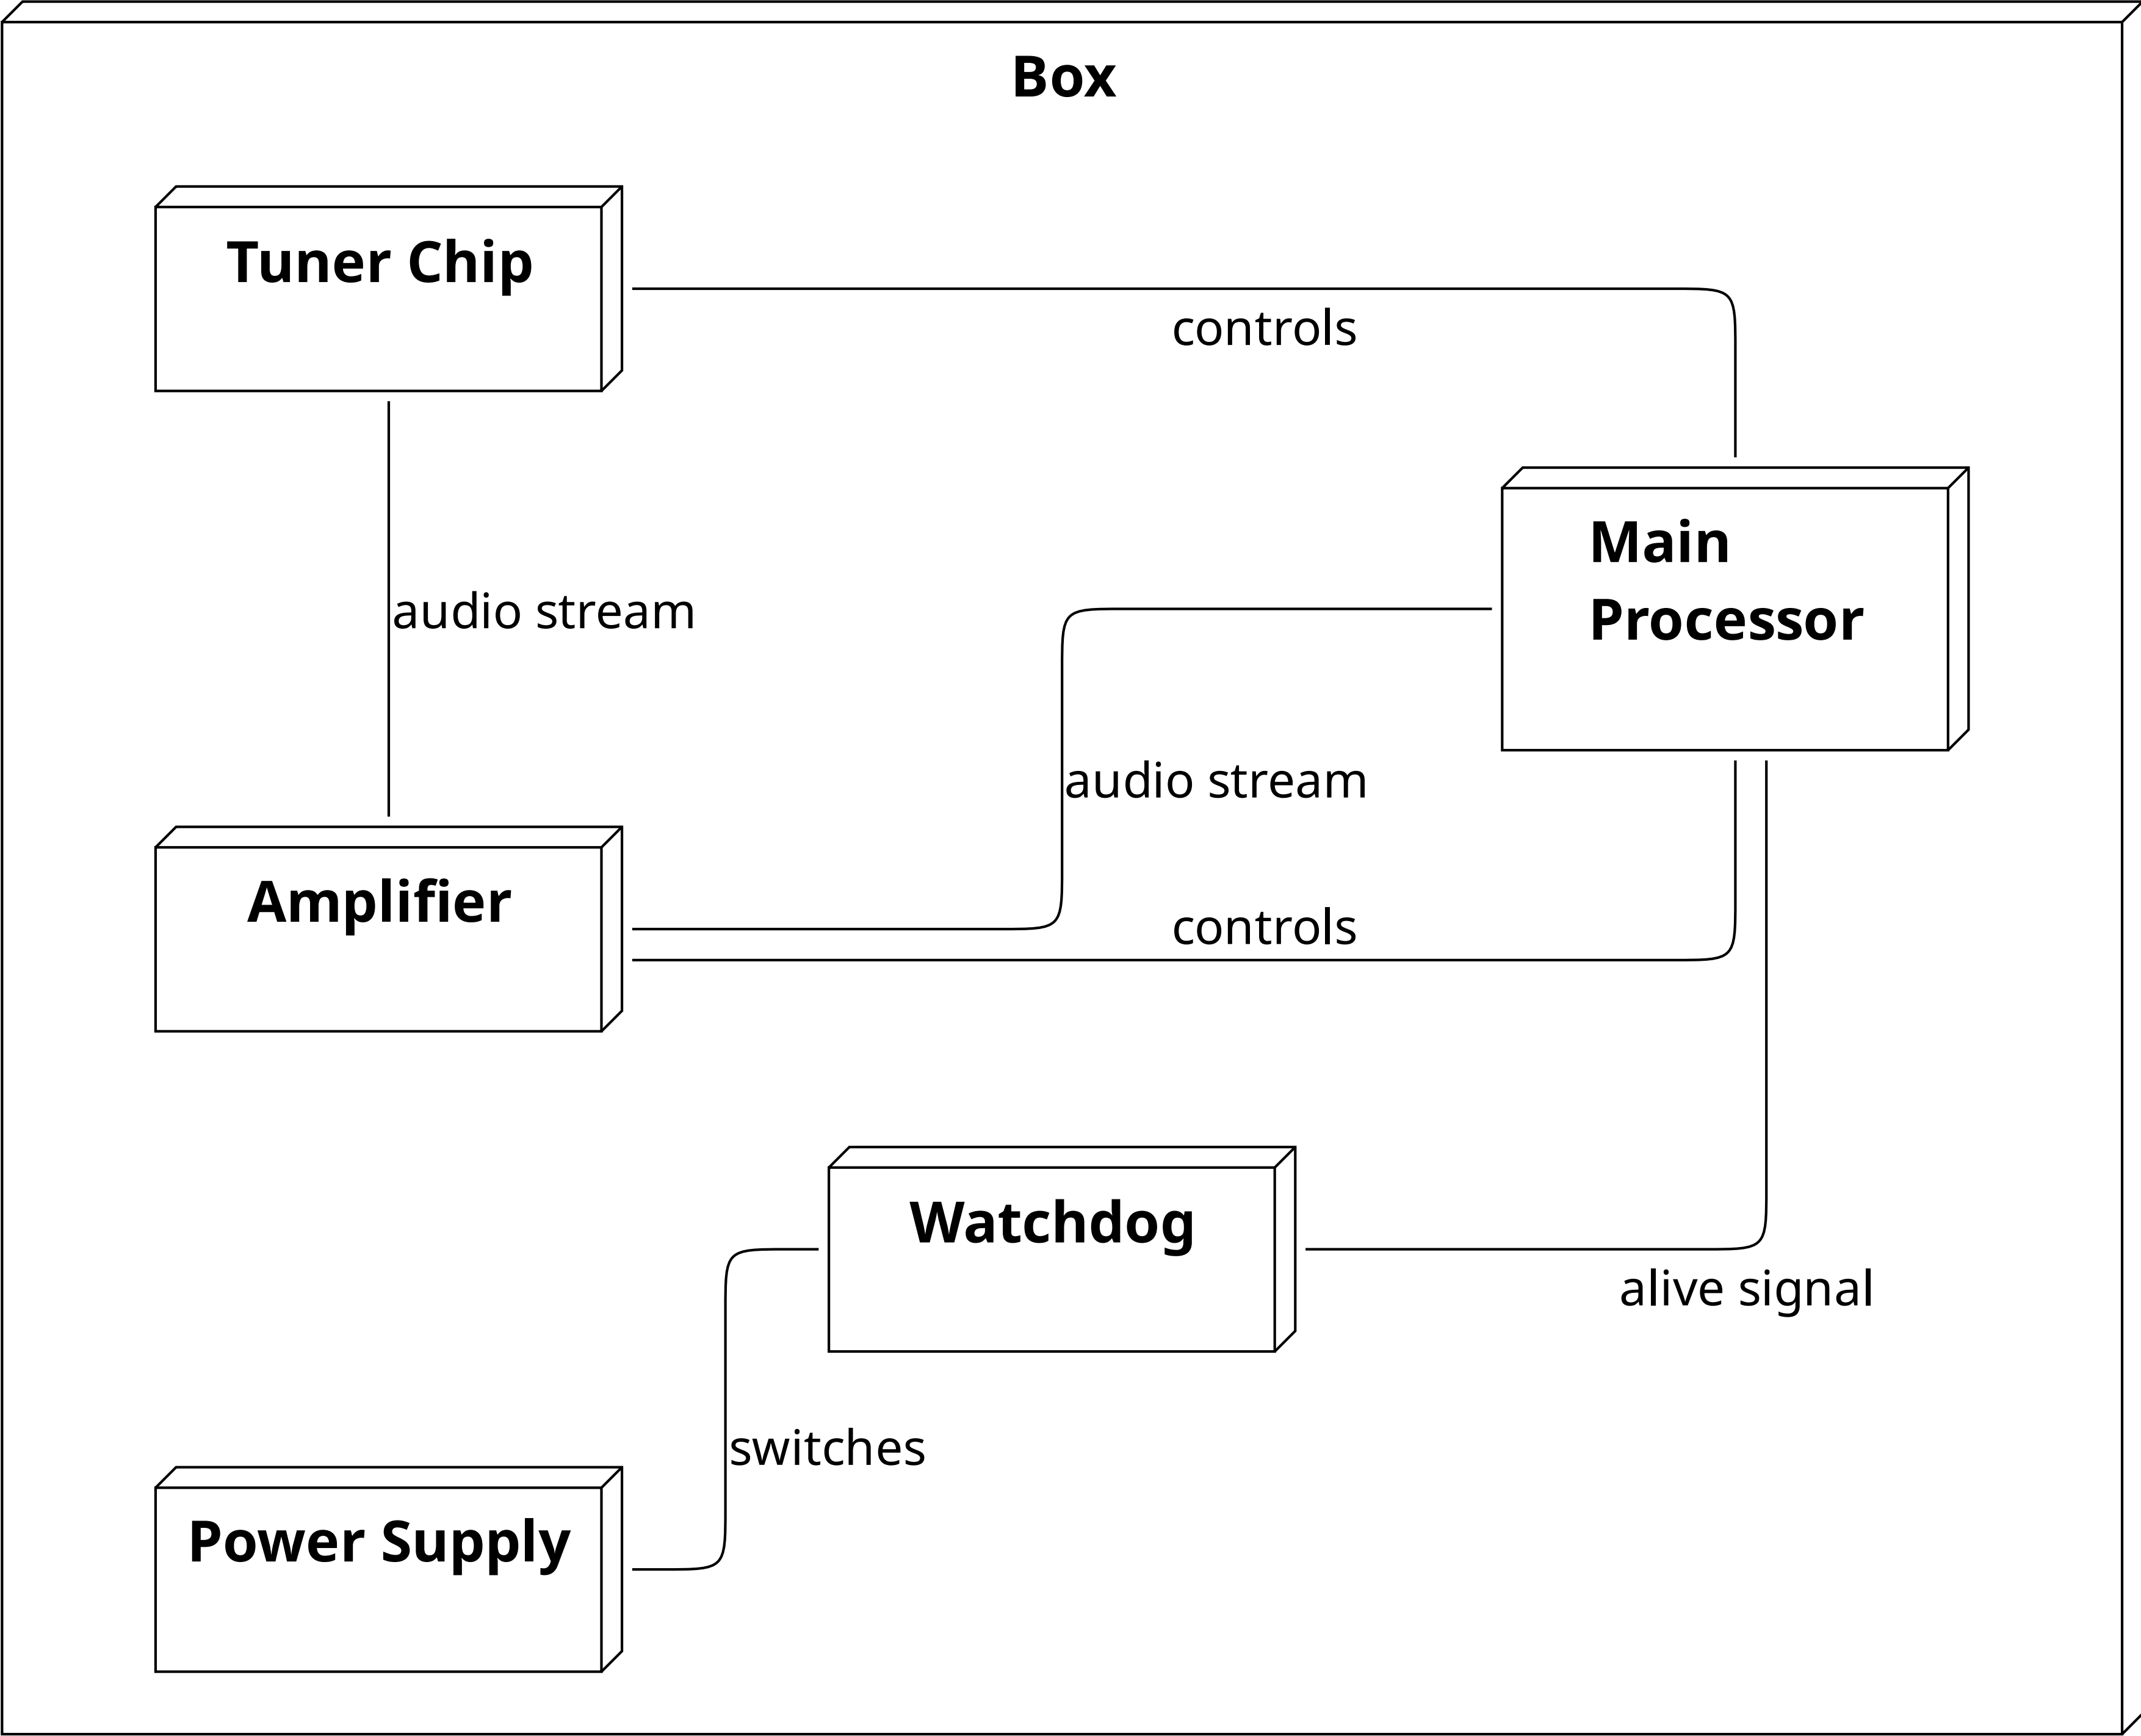 Box
Tuner Chip
controls
Main
Processor
audio stream
audio stream
Amplifier
controls
Watchdog
alive signal
switches
Power Supply